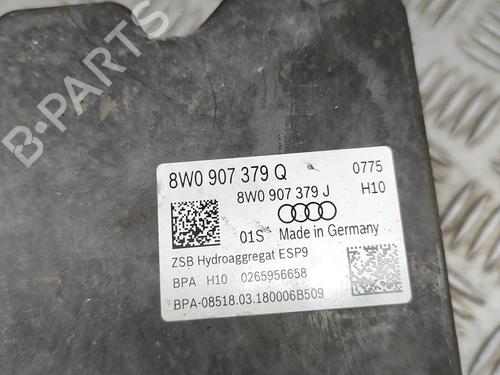 B-PARTS
8W0 907 379 Q 0775
8W0 907 379 J H10
01S Made in Germany
ZSB Hydroaggregat ESP9
BPA H10 0265956658
BPA-08518.03.180006B509